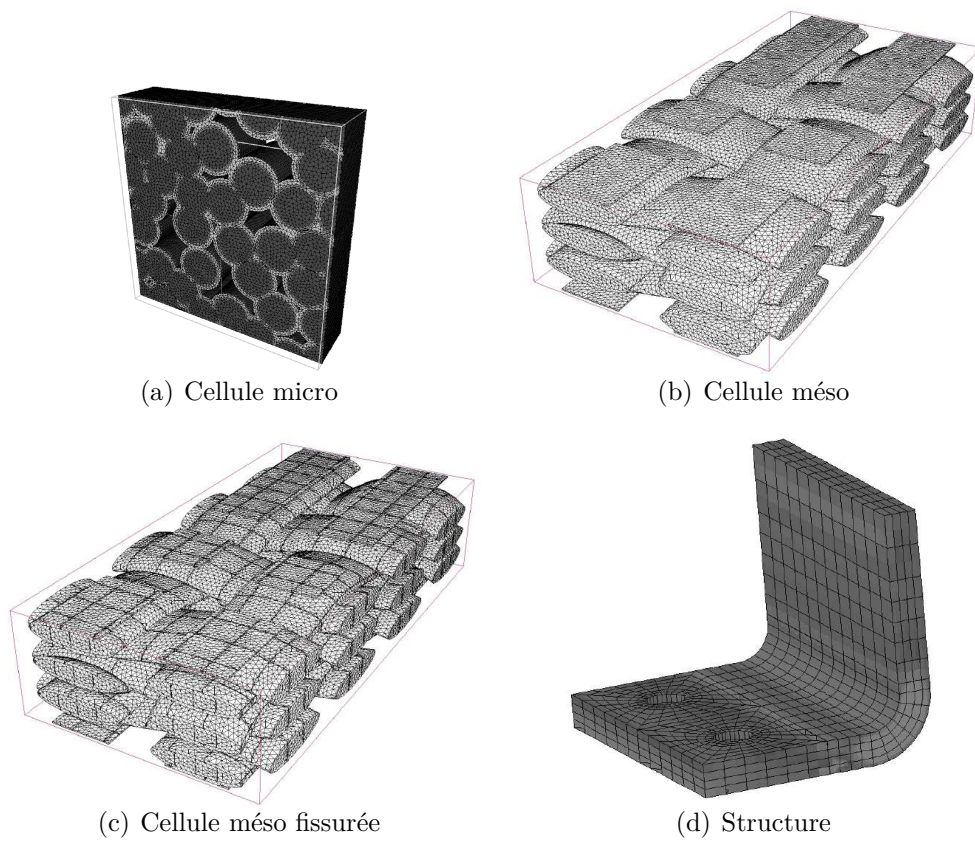 (a) Cellule micro
(b) Cellule méso
(c) Cellule méso fissurée
(d) Structure